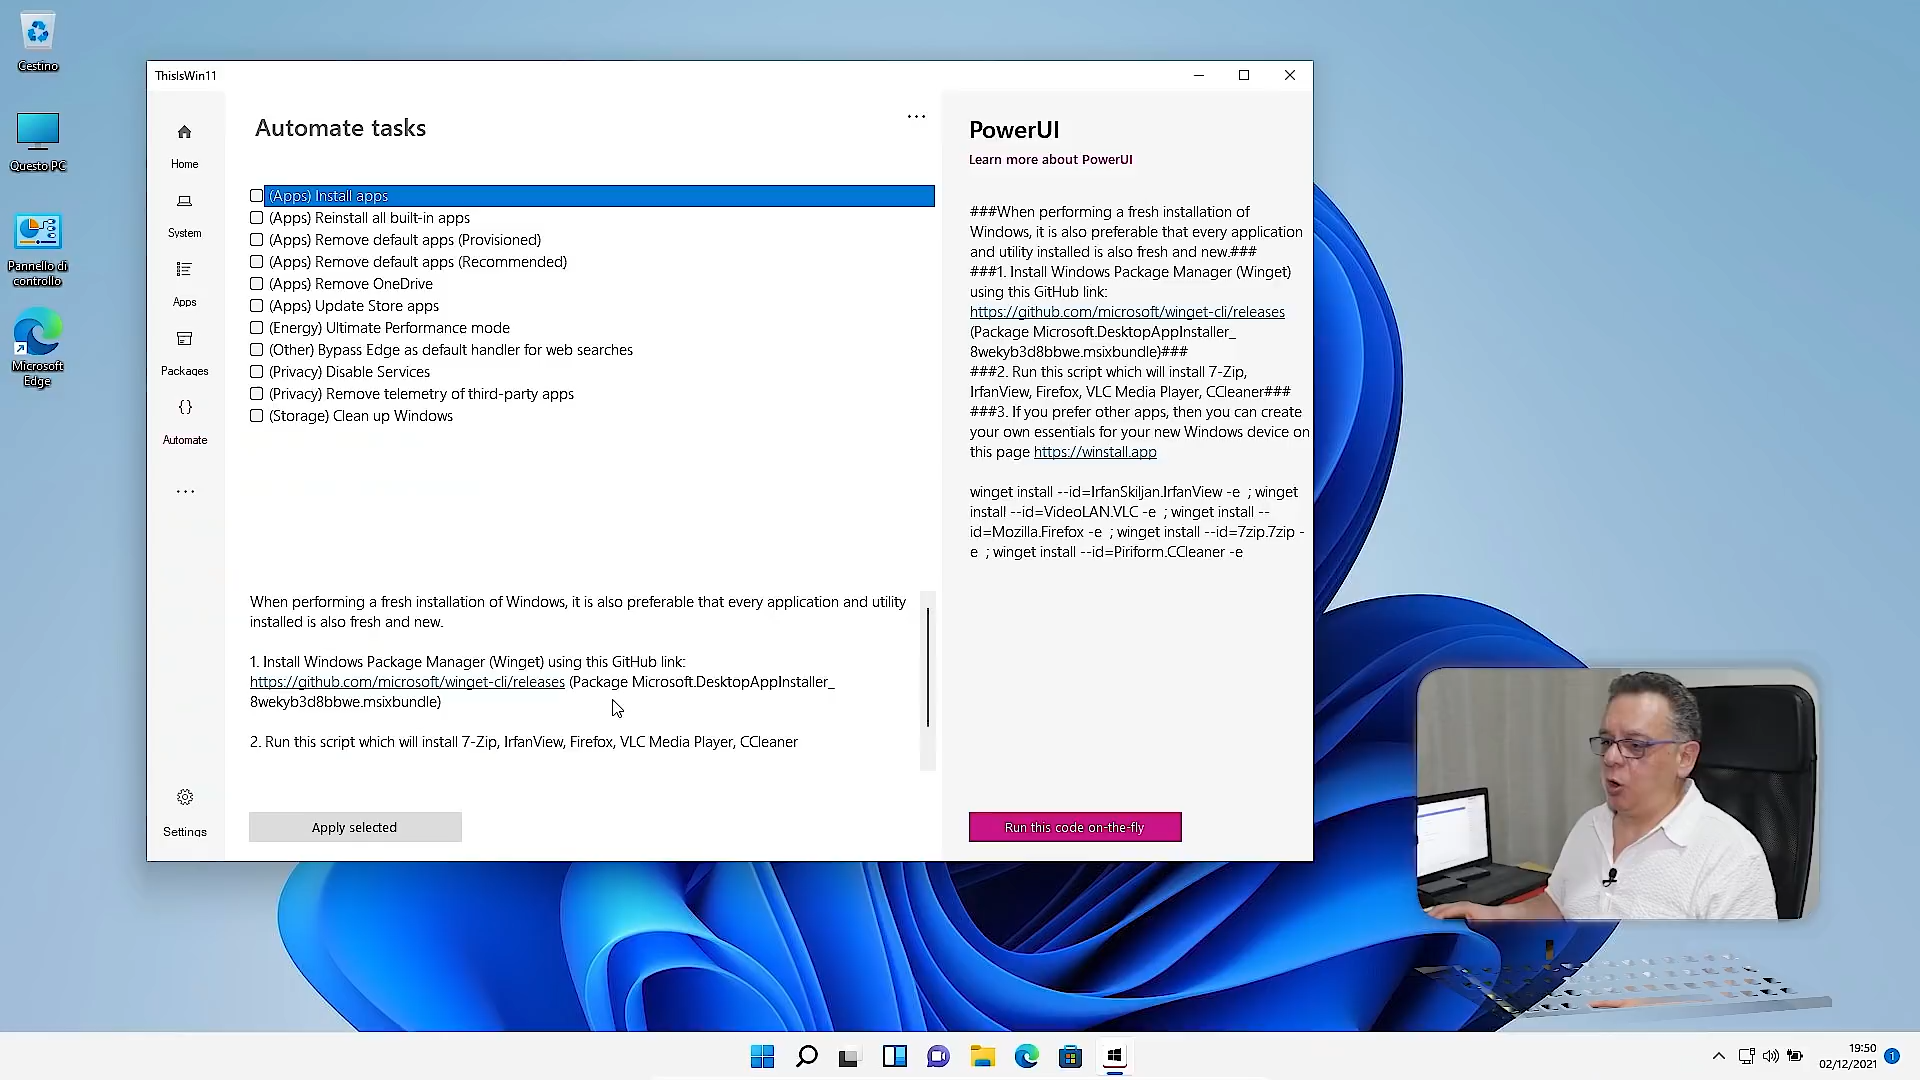 Cestino
Questo PC
Pannello di
controllo
Microsoft
Edge
ThisIsWin11
Home
System
Apps
Packages
Automate
...
Settings
Automate tasks
...
(Apps) Install apps
(Apps) Reinstall all built-in apps
(Apps) Remove default apps (Provisioned)
(Apps) Remove default apps (Recommended)
(Apps) Remove OneDrive
(Apps) Update Store apps
(Energy) Ultimate Performance mode
(Other) Bypass Edge as default handler for web searches
(Privacy) Disable Services
(Privacy) Remove telemetry of third-party apps
(Storage) Clean up Windows
When performing a fresh installation of Windows, it is also preferable that every application and utility
installed is also fresh and new.
1. Install Windows Package Manager (Winget) using this GitHub link:
https://github.com/microsoft/winget-cli/releases (Package Microsoft.DesktopAppInstaller_
8wekyb3d8bbwe.msixbundle)
2. Run this script which will install 7-Zip, IrfanView, Firefox, VLC Media Player, CCleaner
Apply selected
PowerUI
Learn more about PowerUI
###When performing a fresh installation of
Windows, it is also preferable that every application
and utility installed is also fresh and new.###
###1. Install Windows Package Manager (Winget)
using this GitHub link:
https://github.com/microsoft/winget-cli/releases
(Package Microsoft.DesktopAppInstaller_
8wekyb3d8bbwe.msixbundle)###
###2. Run this script which will install 7-Zip,
IrfanView, Firefox, VLC Media Player, CCleaner###
###3. If you prefer other apps, then you can create
your own essentials for your new Windows device on
this page https://winstall.app
winget install --id=IrfanSkiljan.IrfanView -e ; winget
install --id=VideoLAN.VLC -e ; winget install --
id=Mozilla.Firefox -e ; winget install --id=7zip.7zip -
e ; winget install --id=Piriform.CCleaner -e
Run this code on-the-fly
19:50
02/12/2021
1